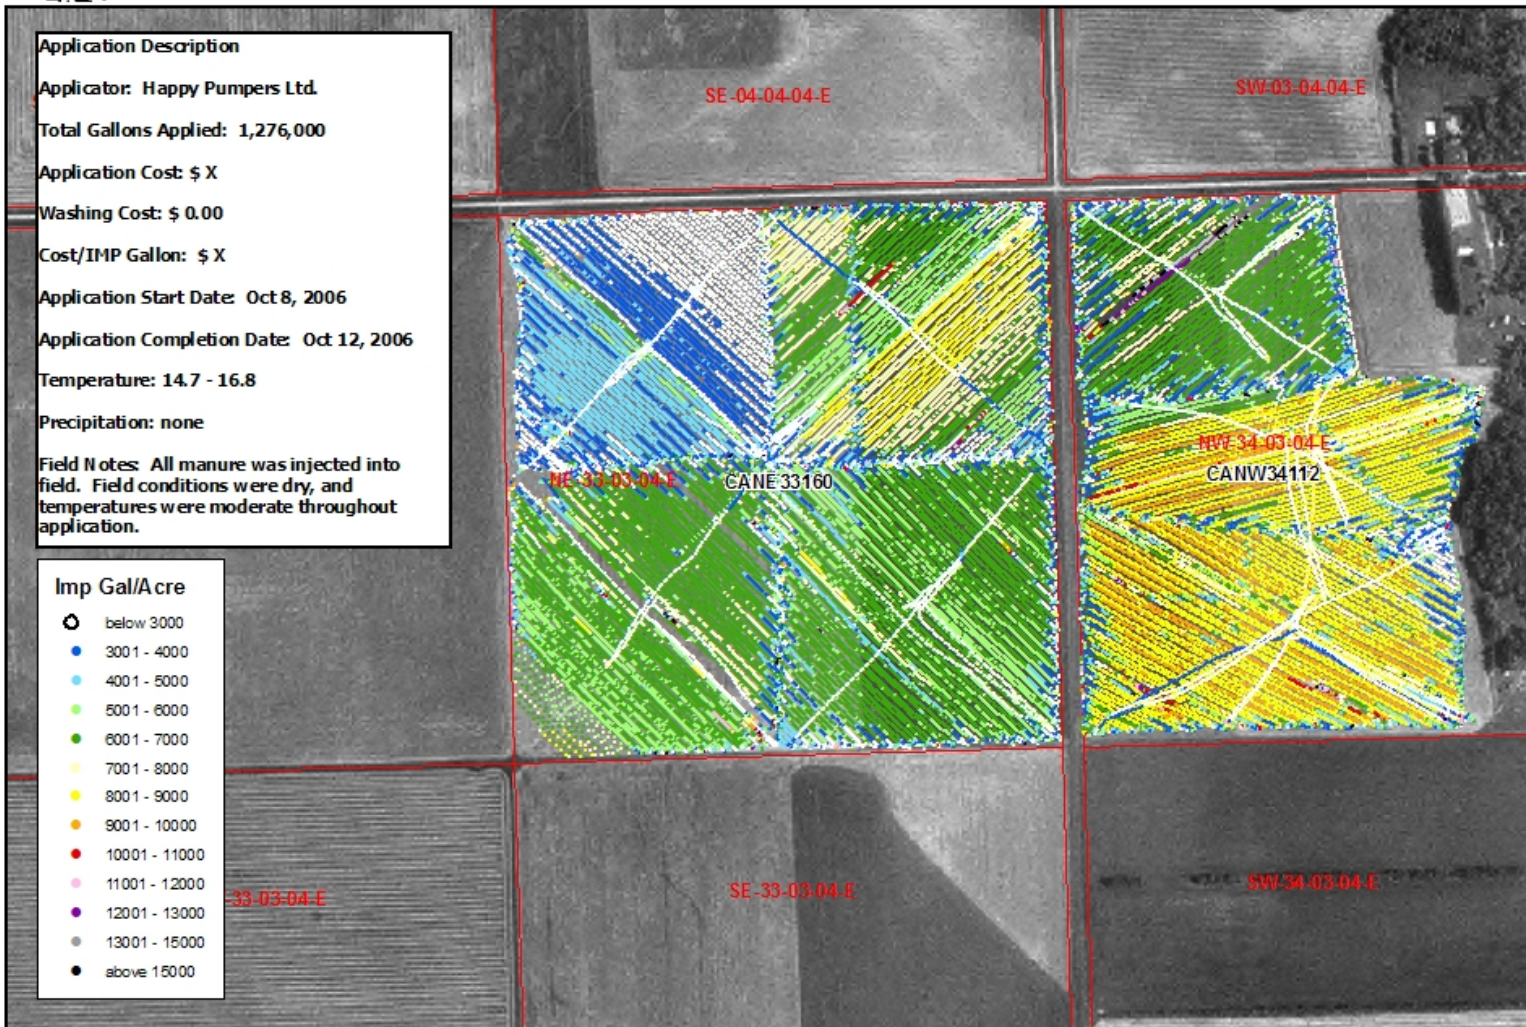 Application Description
Applicator: Happy Pumpers Ltd.
Total Gallons Applied: 1,276,000
Application Cost: $ X
Washing Cost: $ 0.00
Cost/IMP Gallon: $ X
Application Start Date: Oct 8, 2006
Application Completion Date: Oct 12, 2006
Temperature: 14.7 - 16.8
Precipitation: none
Field Notes: All manure was injected into
field. Field conditions were dry, and
temperatures were moderate throughout
application.
Imp Gal/Acre
below 3000
3001 - 4000
4001 - 5000
5001 - 6000
6001 - 7000
7001 - 8000
8001 - 9000
9001 - 10000
10001 - 11000
11001 - 12000
12001 - 13000
13001 - 15000
above 15000
SE-04-04-04-E
SW-03-04-04-E
NE-33-03-04-E
CANE33160
NW-34-03-04-E
CANW34112
-33-03-04-E
SE-33-03-04-E
SW-34-03-04-E